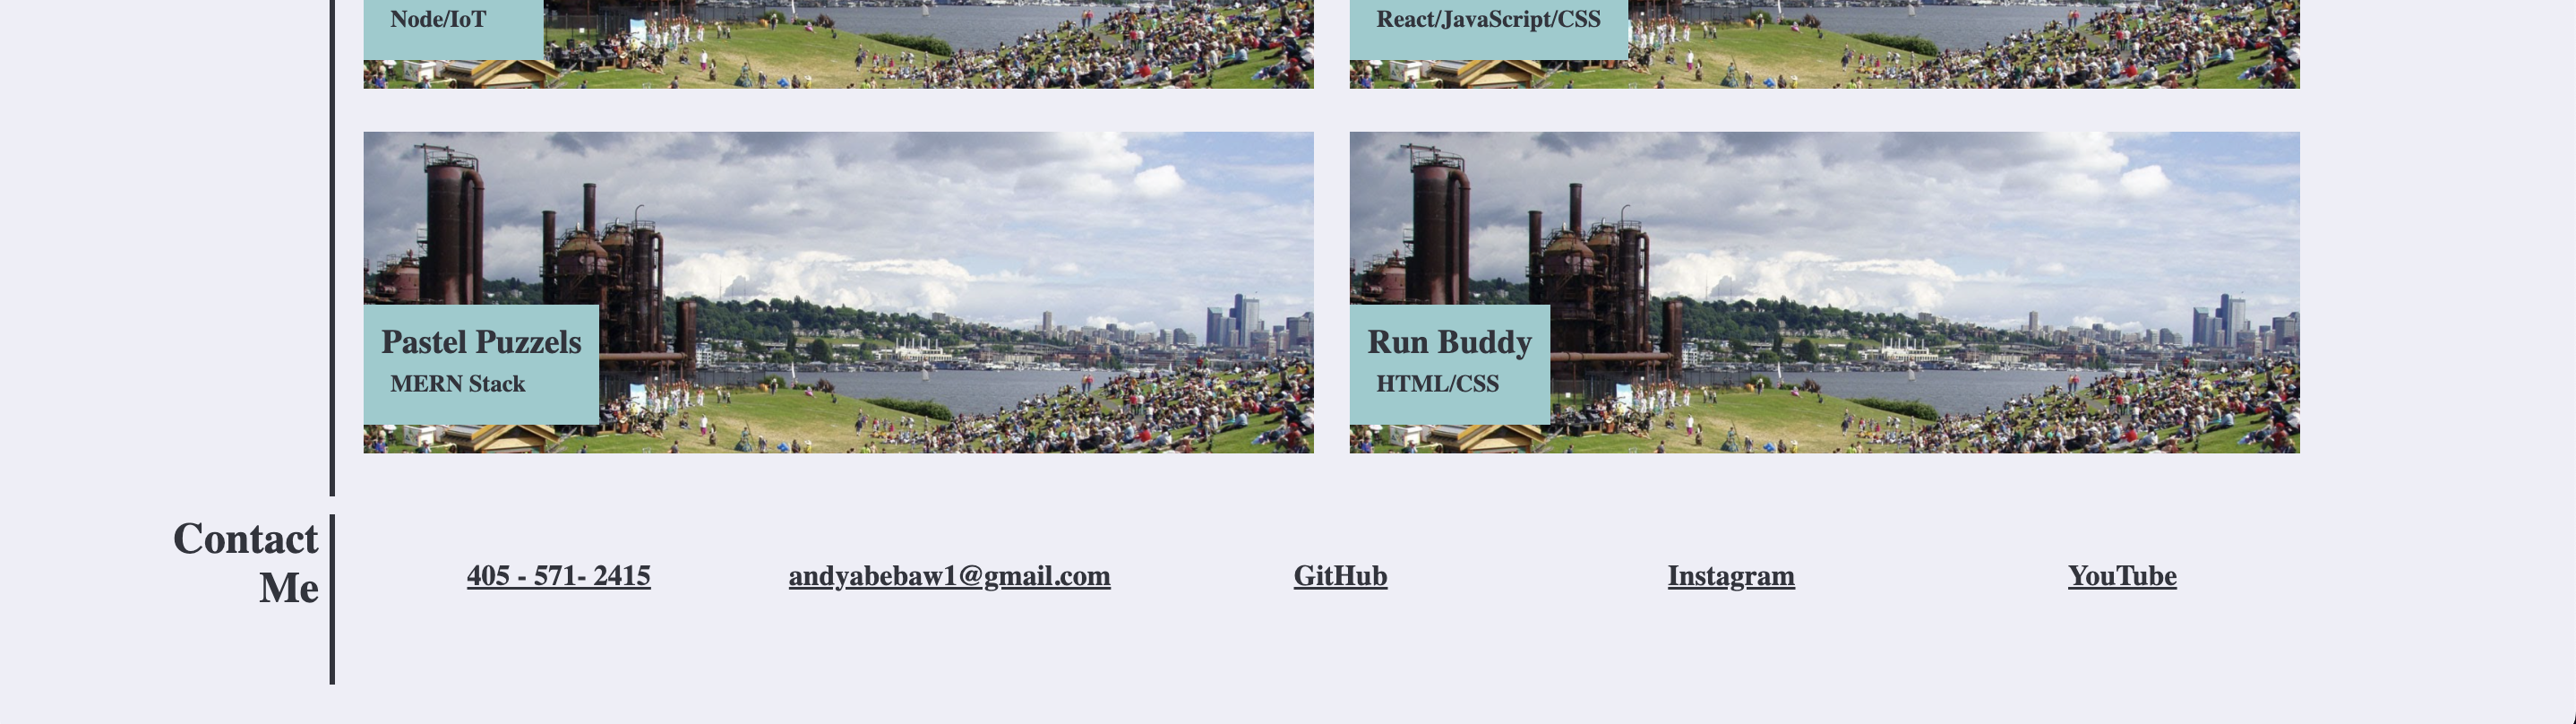 Node/IoT
React/JavaScript/CSS
Pastel Puzzels
MERN Stack
Run Buddy
HTML/CSS
Contact
Me
405 - 571- 2415
andyabebaw1@gmail.com
GitHub
Instagram
YouTube